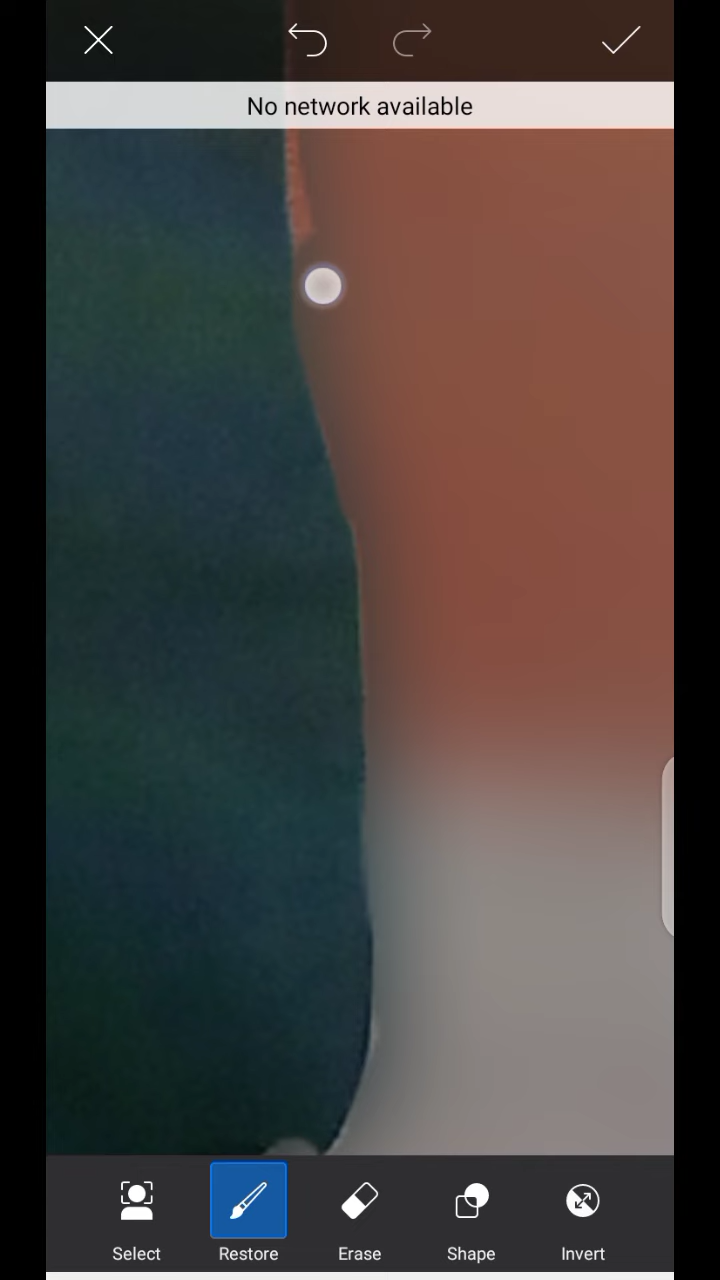 No network available
Select
Restore
Erase
Shape
Invert